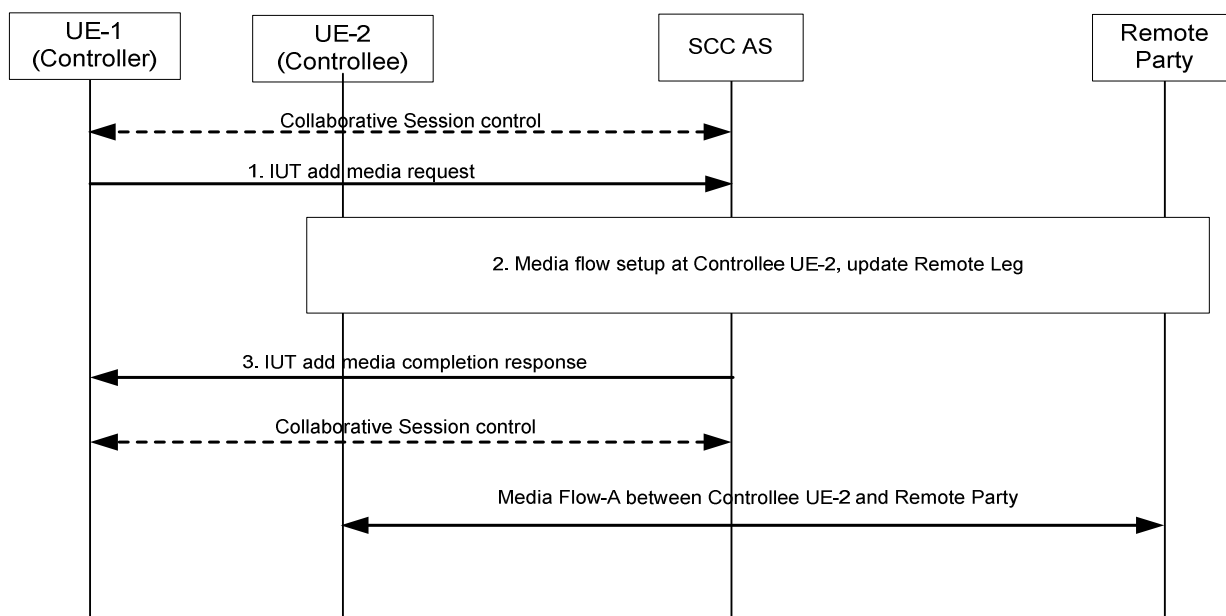 UE-1
(Controller)
UE-2
(Controllee)
SCC AS
Remote
Party
Collaborative Session control
1. IUT add media request
2. Media flow setup at Controllee UE-2, update Remote Leg
3. IUT add media completion response
Collaborative Session control
Media Flow-A between Controllee UE-2 and Remote Party